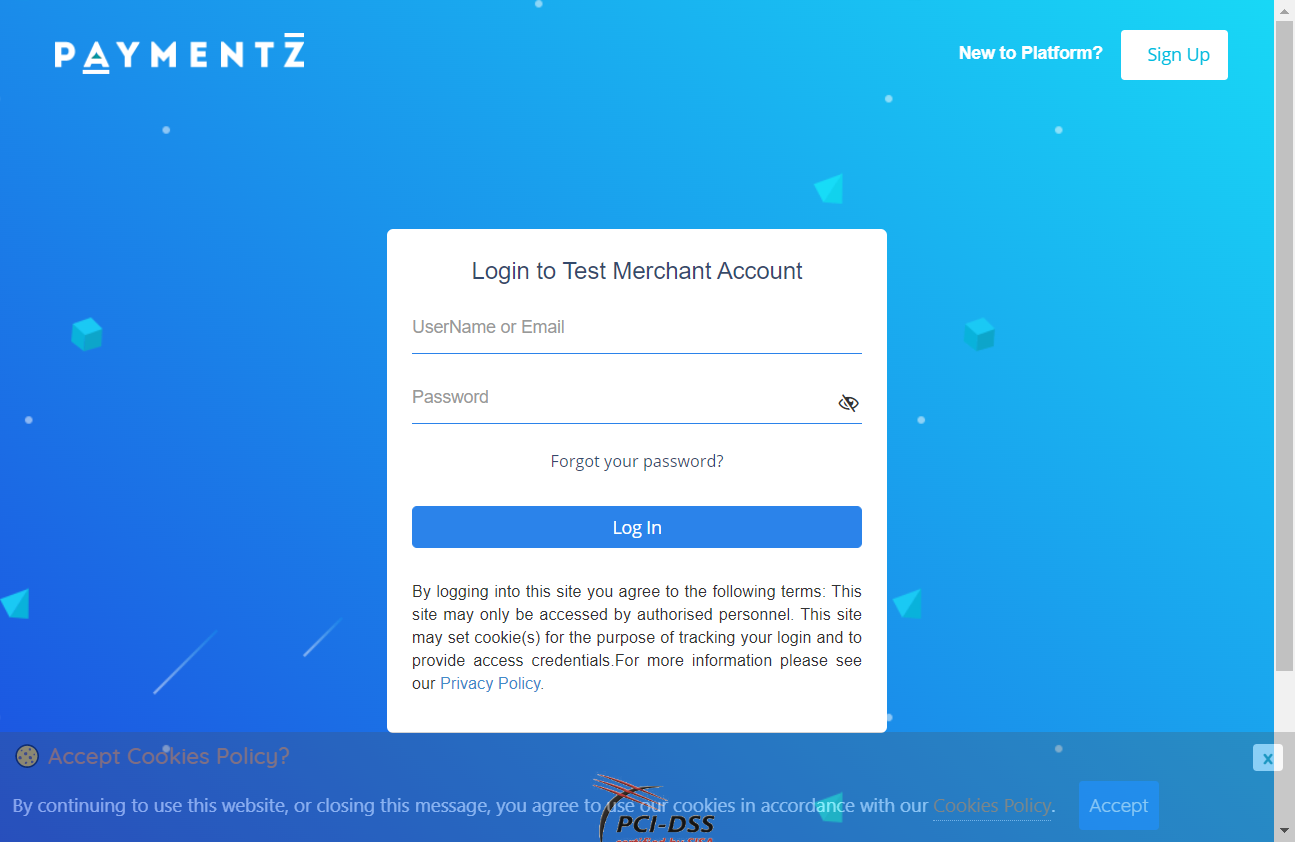 PAYMENTZ
New to Platform?
Sign Up
Login to Test Merchant Account
UserName or Email
Password
Forgot your password?
Log In
By logging into this site you agree to the following terms: This
site may only be accessed by authorised personnel. This site
may set cookie(s) for the purpose of tracking your login and to
provide access credentials.For more information please see
our Privacy Policy.
Accept Cookies Policy?
x
By continuing to use this website, or closing this message, you agree to use our cookies in accordance with our Cookies Policy.
Accept
PCI-DSS